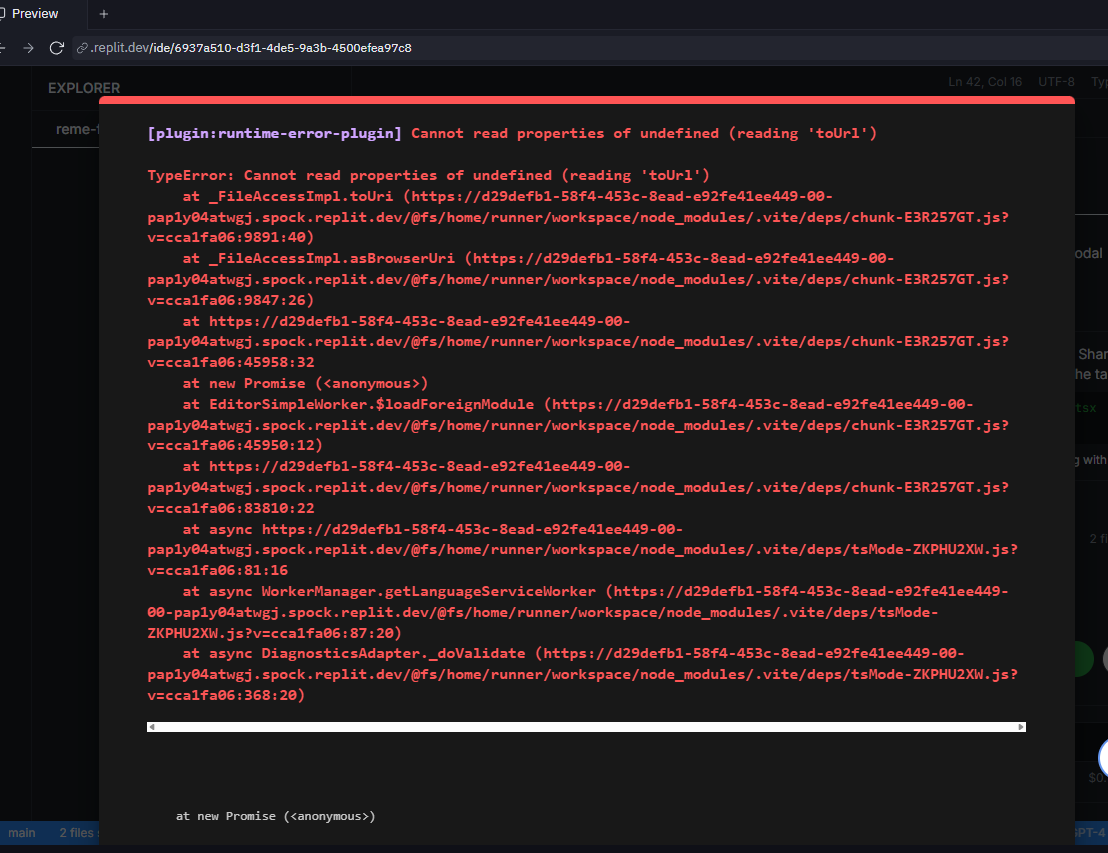 Preview
.replit.dev/ide/6937a510-d3f1-4de5-9a3b-4500efea97c8
EXPLORER
Ln 42, Col 16 UTF-8
reme-f
[plugin:runtime-error-plugin] Cannot read properties of undefined (reading 'toUrl')
TypeError: Cannot read properties of undefined (reading 'toUrl')
at _FileAccessImpl.toUri (https://d29defb1-58f4-453c-8ead-e92fe41ee449-00-
pap1y04atwgj.spock.replit.dev/@fs/home/runner/workspace/node_modules/.vite/deps/chunk-E3R257GT.js?
v=cca1fa06:9891:40)
at _FileAccessImpl.asBrowserUri (https://d29defb1-58f4-453c-8ead-e92fe41ee449-00-
pap1y04atwgj.spock.replit.dev/@fs/home/runner/workspace/node_modules/.vite/deps/chunk-E3R257GT.js?
v=cca1fa06:9847:26)
at https://d29defb1-58f4-453c-8ead-e92fe41ee449-00-
pap1y04atwgj.spock.replit.dev/@fs/home/runner/workspace/node_modules/.vite/deps/chunk-E3R257GT.js?
v=cca1fa06:45958:32
at new Promise (<anonymous>)
at EditorSimpleWorker.$loadForeignModule (https://d29defb1-58f4-453c-8ead-e92fe41ee449-00-
pap1y04atwgj.spock.replit.dev/@fs/home/runner/workspace/node_modules/.vite/deps/chunk-E3R257GT.js?
v=cca1fa06:45950:12)
at https://d29defb1-58f4-453c-8ead-e92fe41ee449-00-
pap1y04atwgj.spock.replit.dev/@fs/home/runner/workspace/node_modules/.vite/deps/chunk-E3R257GT.js?
v=cca1fa06:83810:22
at async https://d29defb1-58f4-453c-8ead-e92fe41ee449-00-
pap1y04atwgj.spock.replit.dev/@fs/home/runner/workspace/node_modules/.vite/deps/tsMode-ZKPHU2XW.js?
v=cca1fa06:81:16
at async WorkerManager.getLanguageServiceWorker (https://d29defb1-58f4-453c-8ead-e92fe41ee449-
00-pap1y04atwgj.spock.replit.dev/@fs/home/runner/workspace/node_modules/.vite/deps/tsMode-
ZKPHU2XW.js?v=cca1fa06:87:20)
at async DiagnosticsAdapter._doValidate (https://d29defb1-58f4-453c-8ead-e92fe41ee449-00-
pap1y04atwgj.spock.replit.dev/@fs/home/runner/workspace/node_modules/.vite/deps/tsMode-ZKPHU2XW.js?
v=cca1fa06:368:20)
at new Promise (<anonymous>)
odal
Shar
he ta
tsx
g with
2 fi
$0.
main 2 files
GPT-4